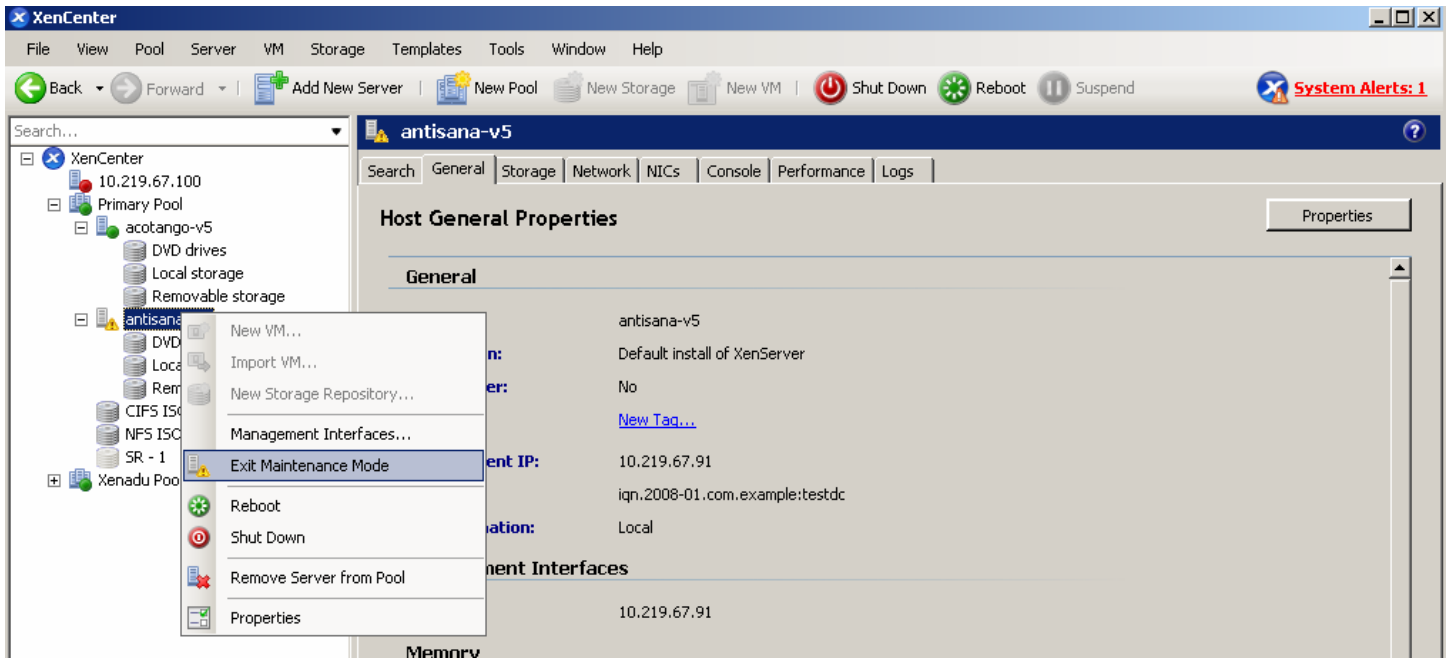 XenCenter
File View Pool Server VM Storage Templates Tools Window Help
Back Forward Add New Server New Pool New Storage New VM Shut Down Reboot Suspend System Alerts: 1
Search...
XenCenter
10.219.67.100
Primary Pool
acotango-v5
DVD drives
Local storage
Removable storage
antisana
DVD
Loca
Rem
CIFS ISO
NFS ISO
SR - 1
Xenadu Poo
New VM...
Import VM...
New Storage Repository...
Management Interfaces...
Exit Maintenance Mode
Reboot
Shut Down
Remove Server from Pool
Properties
antisana-v5
Search General Storage Network NICs Console Performance Logs
Host General Properties Properties
General
antisana-v5
n: Default install of XenServer
er: No
New Tag...
ent IP: 10.219.67.91
iqn.2008-01.com.example:testdc
ation: Local
ment Interfaces
10.219.67.91
Memory